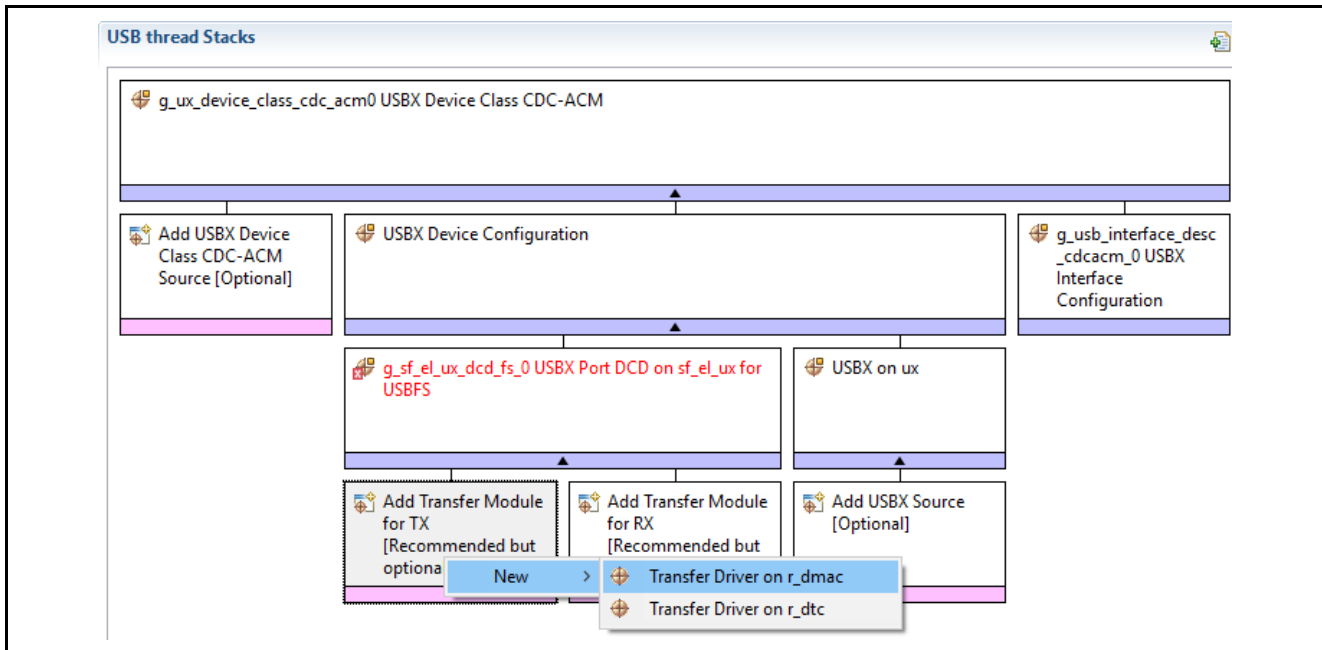 USB thread Stacks
g_ux_device_class_cdc_acm0 USBX Device Class CDC-ACM
Add USBX Device
Class CDC-ACM
Source [Optional]
USBX Device Configuration
g_usb_interface_desc
_cdcacm_0 USBX
Interface
Configuration
g_sf_el_ux_dcd_fs_0 USBX Port DCD on sf_el_ux for
USBFS
USBX on ux
Add Transfer Module
for TX
[Recommended but
optiona
Add Transfer Module
for RX
[Recommended but
Add USBX Source
[Optional]
New
Transfer Driver on r_dmac
Transfer Driver on r_dtc